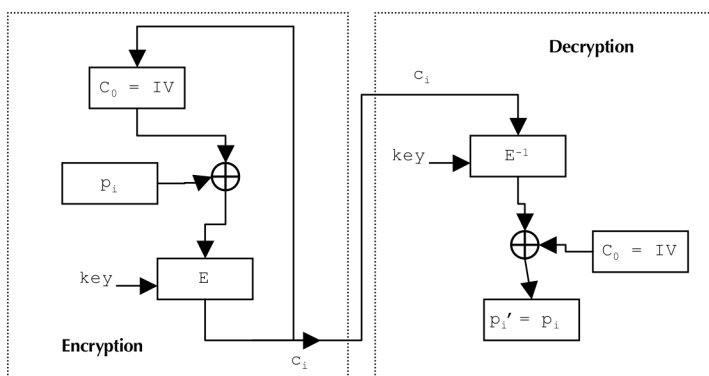 C₀ = IV
pᵢ
key
E
Encryption
cᵢ
Decryption
cᵢ
key
E⁻¹
C₀ = IV
pᵢ′ = pᵢ